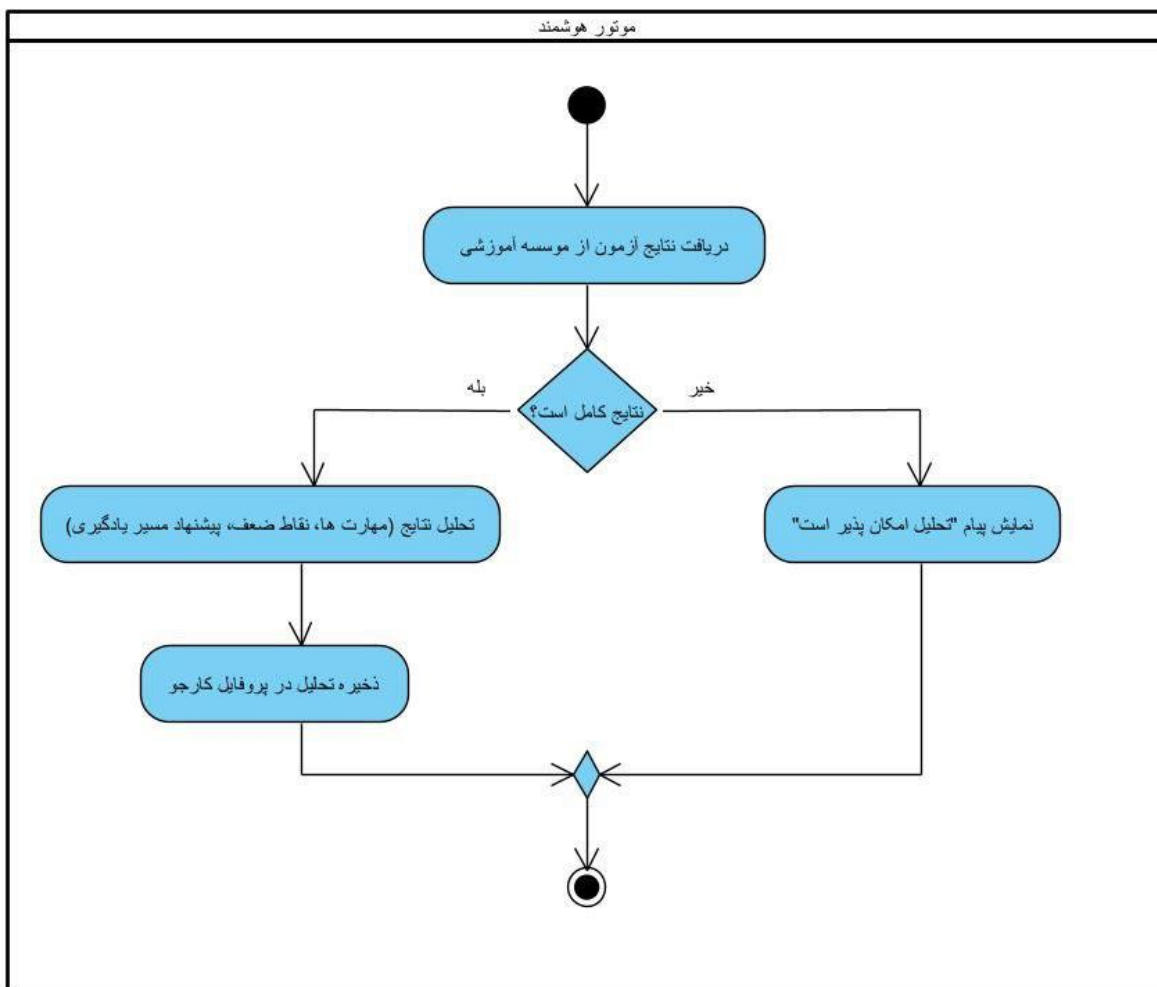 موتور هوشمند
دریافت نتایج آزمون از موسسه آموزشی
نتایج کامل است؟
خیر
بله
نمایش پیام "تحلیل امکان پذیر است"
تحلیل نتایج (مهارت ها، نقاط ضعف، پیشنهاد مسیر یادگیری)
ذخیره تحلیل در پروفایل کارجو